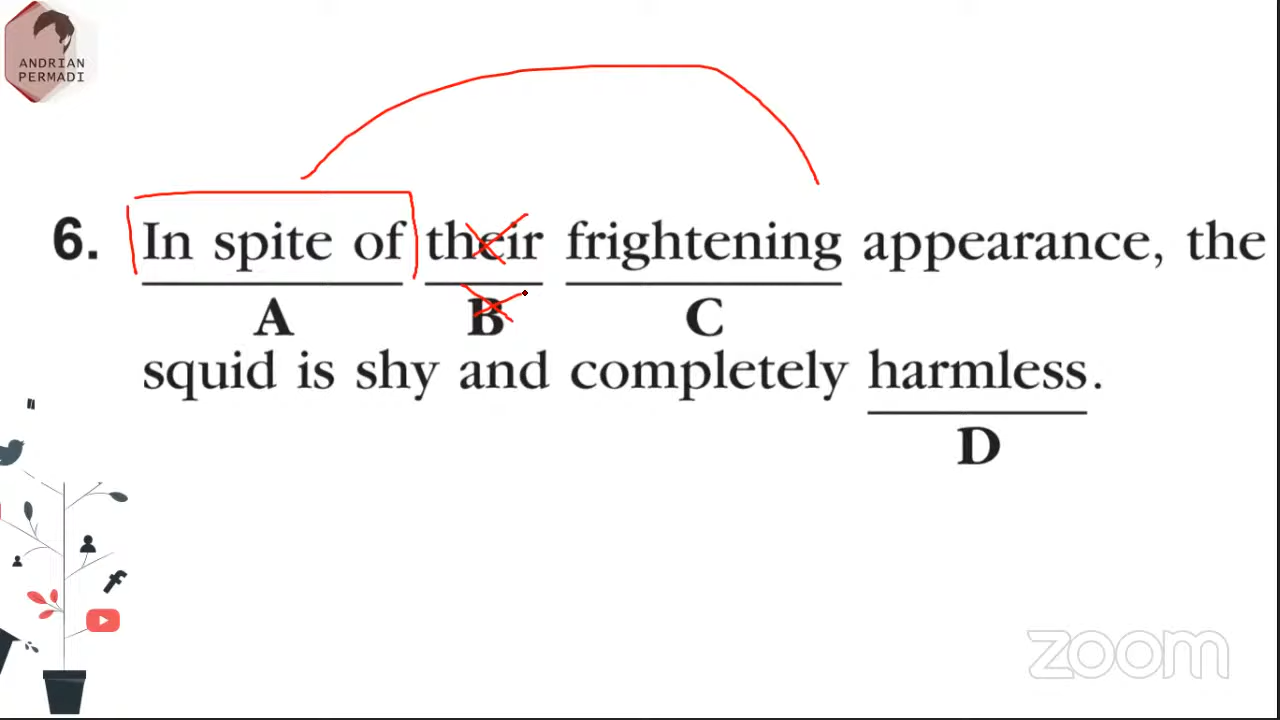 ANDRIAN
PERMADI
6. In spite of their frightening appearance, the
A B C
squid is shy and completely harmless.
D
zoom